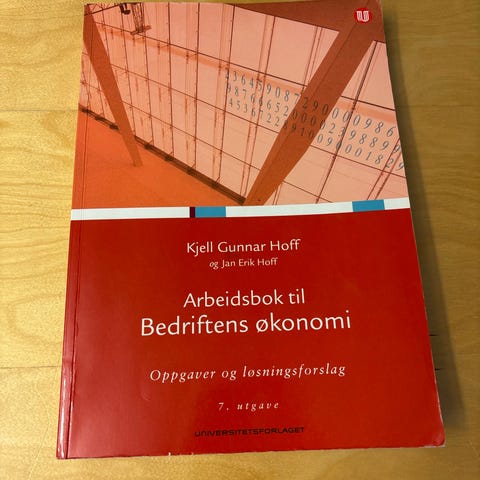 Kjell Gunnar Hoff
og Jan Erik Hoff
Arbeidsbok til
Bedriftens økonomi
Oppgaver og løsningsforslag
7. utgave
UNIVERSITETSFORLAGET